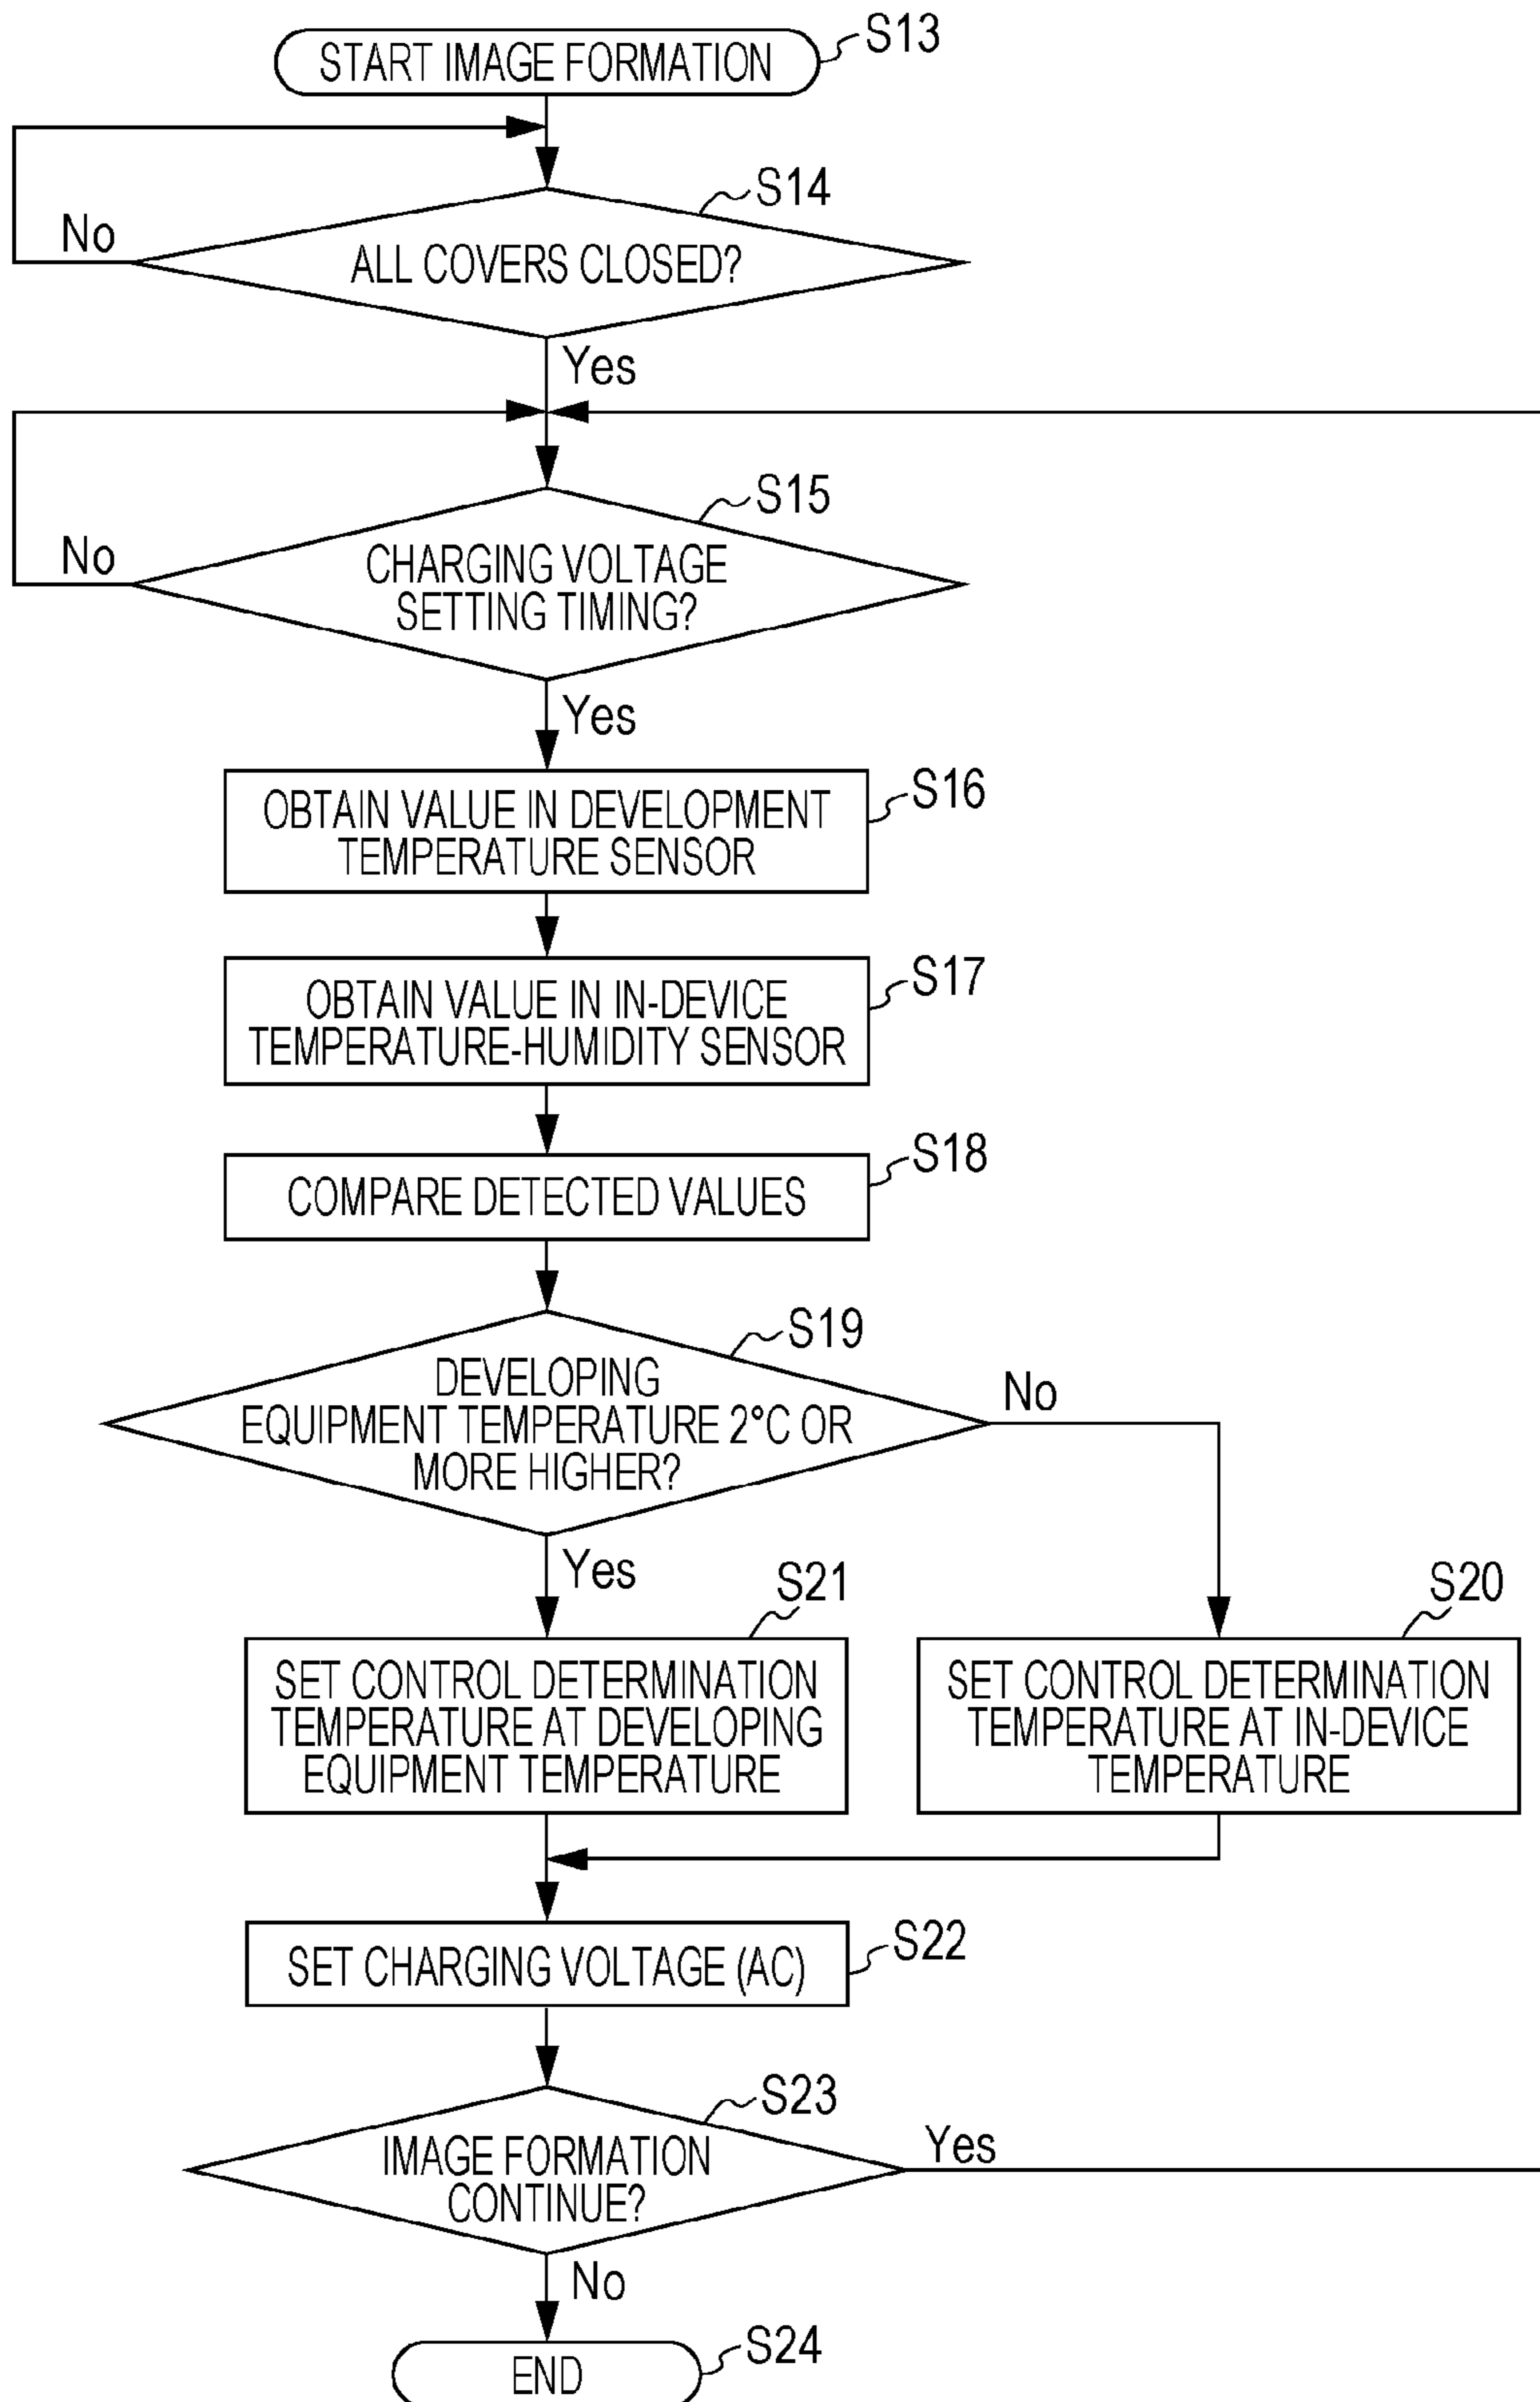 START IMAGE FORMATION
S13
S14
No
ALL COVERS CLOSED?
Yes
S15
No
CHARGING VOLTAGE
SETTING TIMING?
Yes
S16
OBTAIN VALUE IN DEVELOPMENT
TEMPERATURE SENSOR
S17
OBTAIN VALUE IN IN-DEVICE
TEMPERATURE-HUMIDITY SENSOR
S18
COMPARE DETECTED VALUES
S19
DEVELOPING
EQUIPMENT TEMPERATURE 2°C OR
MORE HIGHER?
No
Yes
S21
SET CONTROL DETERMINATION
TEMPERATURE AT DEVELOPING
EQUIPMENT TEMPERATURE
S20
SET CONTROL DETERMINATION
TEMPERATURE AT IN-DEVICE
TEMPERATURE
S22
SET CHARGING VOLTAGE (AC)
S23
IMAGE FORMATION
CONTINUE?
Yes
No
S24
END